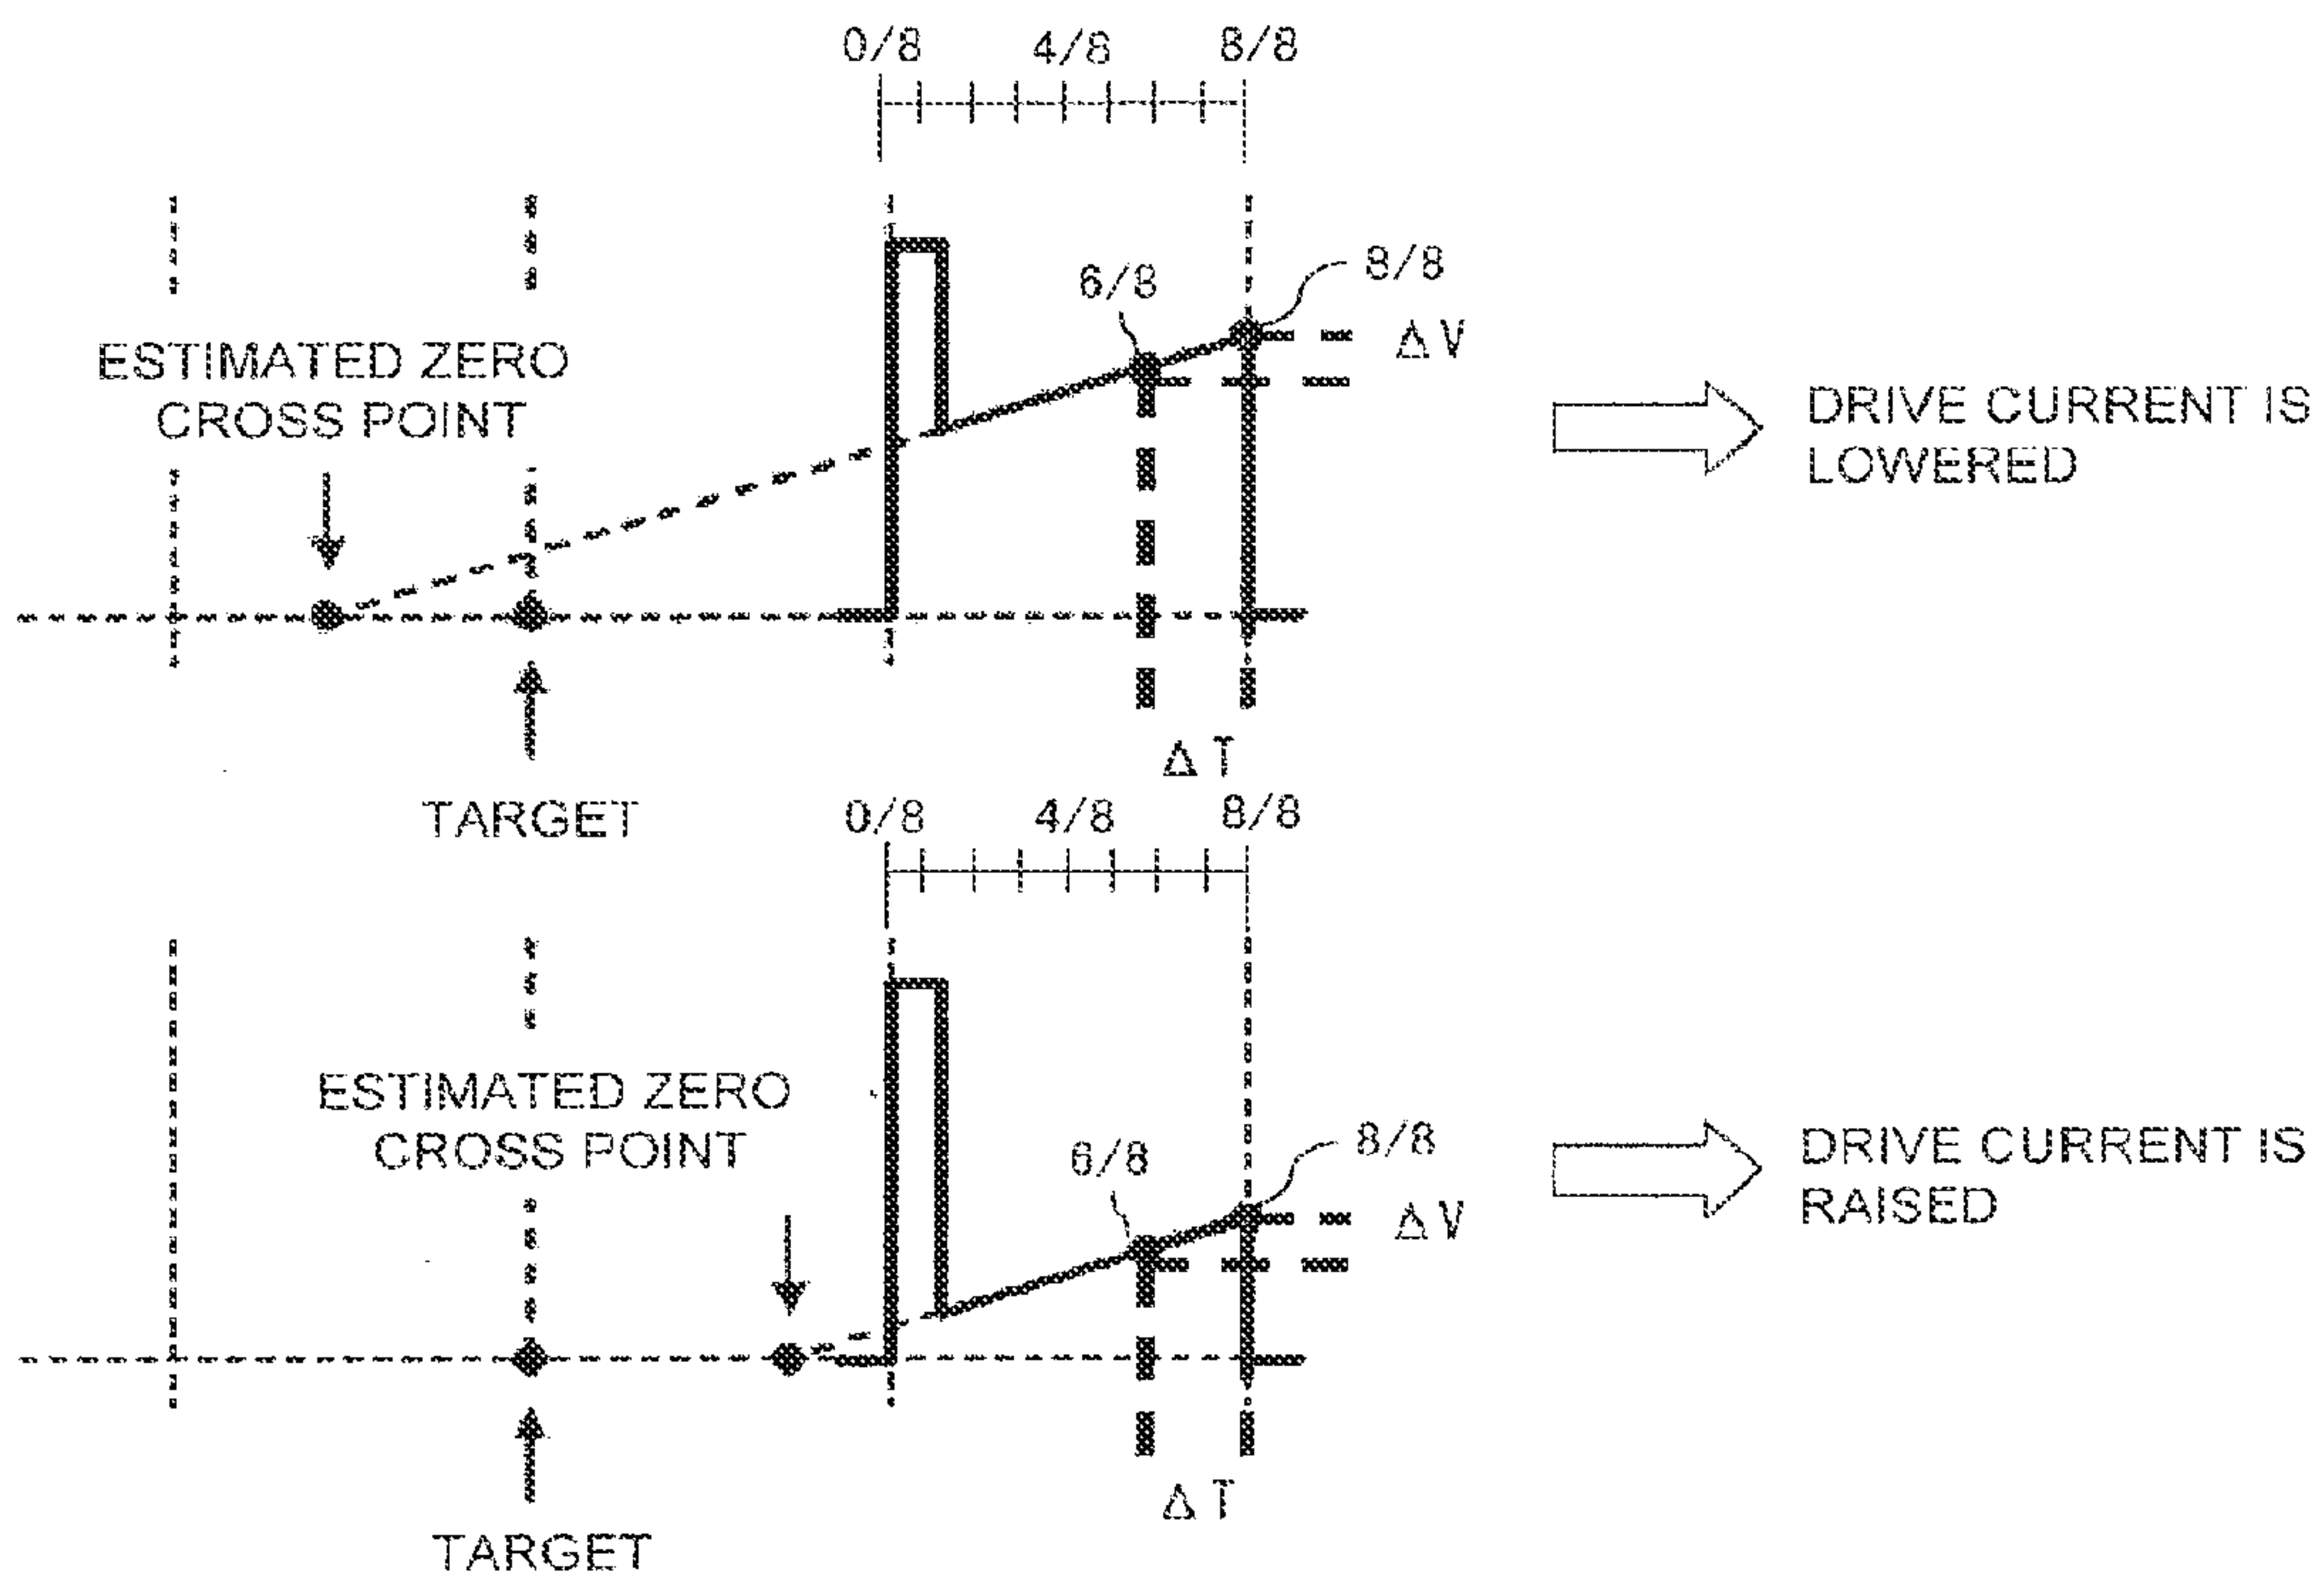 0/8 4/8 8/8
6/8 8/8
ΔV
ESTIMATED ZERO
CROSS POINT
DRIVE CURRENT IS
LOWERED
ΔT
TARGET
0/8 4/8 8/8
ESTIMATED ZERO
CROSS POINT
6/8 8/8
ΔV
DRIVE CURRENT IS
RAISED
ΔT
TARGET